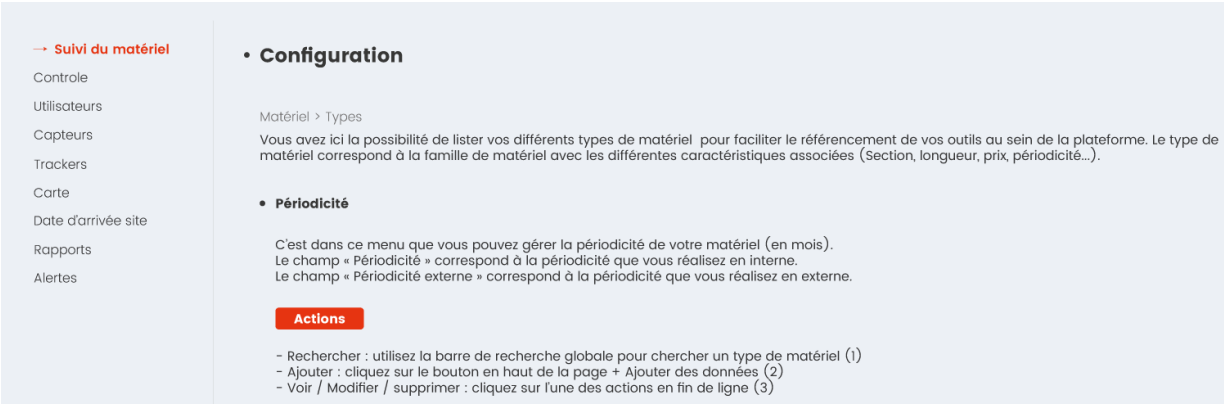 → Suivi du matériel
Controle
Utilisateurs
Capteurs
Trackers
Carte
Date d'arrivée site
Rapports
Alertes
• Configuration
Matériel > Types
Vous avez ici la possibilité de lister vos différents types de matériel pour faciliter le référencement de vos outils au sein de la plateforme. Le type de
matériel correspond à la famille de matériel avec les différentes caractéristiques associées (Section, longueur, prix, périodicité...).
• Périodicité
C'est dans ce menu que vous pouvez gérer la périodicité de votre matériel (en mois).
Le champ « Périodicité » correspond à la périodicité que vous réalisez en interne.
Le champ « Périodicité externe » correspond à la périodicité que vous réalisez en externe.
Actions
- Rechercher : utilisez la barre de recherche globale pour chercher un type de matériel (1)
- Ajouter : cliquez sur le bouton en haut de la page + Ajouter des données (2)
- Voir / Modifier / supprimer : cliquez sur l'une des actions en fin de ligne (3)